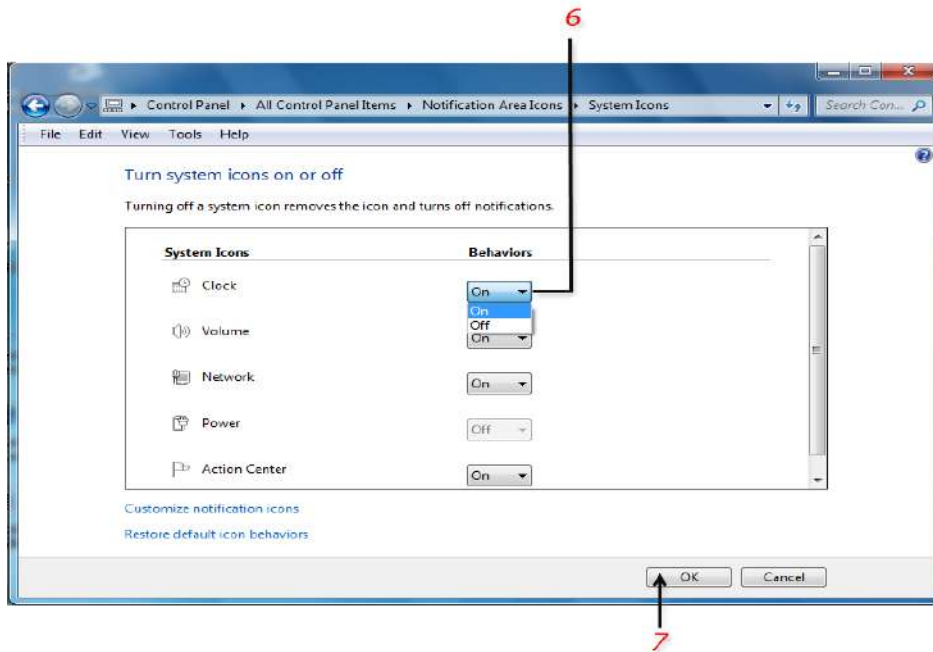 6
Control Panel ▸ All Control Panel Items ▸ Notification Area Icons ▸ System Icons
Search Con...
File Edit View Tools Help
Turn system icons on or off
Turning off a system icon removes the icon and turns off notifications.
System Icons Behaviors
Clock On
On
Off
Volume On
Network On
Power Off
Action Center On
Customize notification icons
Restore default icon behaviors
OK Cancel
7